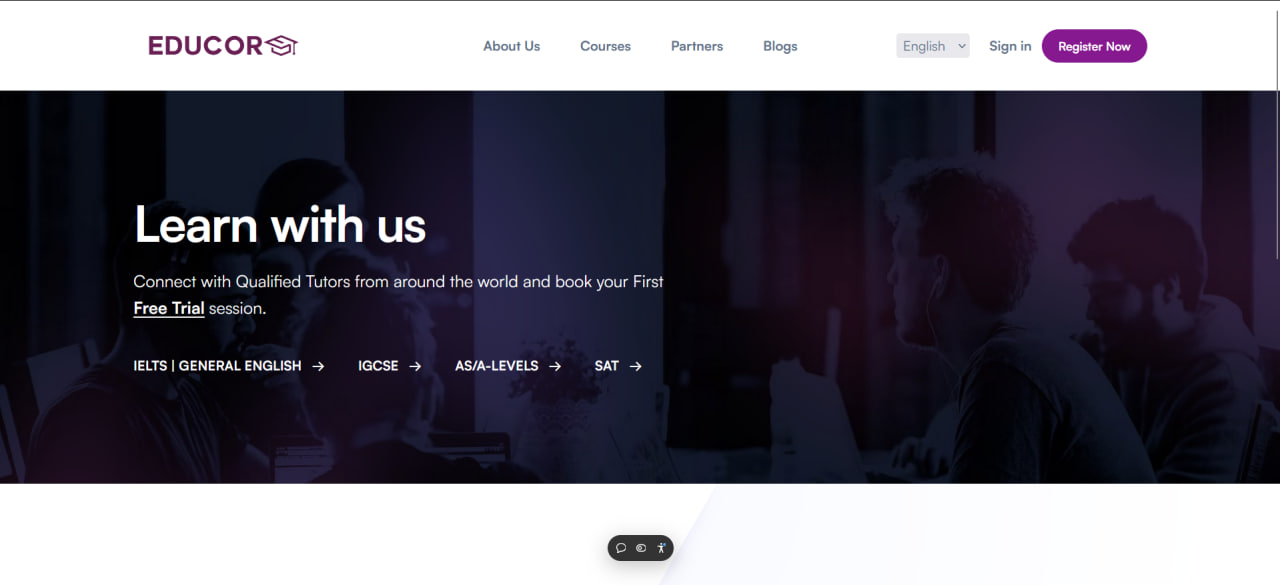 EDUCOR
About Us
Courses
Partners
Blogs
English
Sign in
Register Now
Learn with us
Connect with Qualified Tutors from around the world and book your First
Free Trial session.
IELTS | GENERAL ENGLISH →
IGCSE →
AS/A-LEVELS →
SAT →